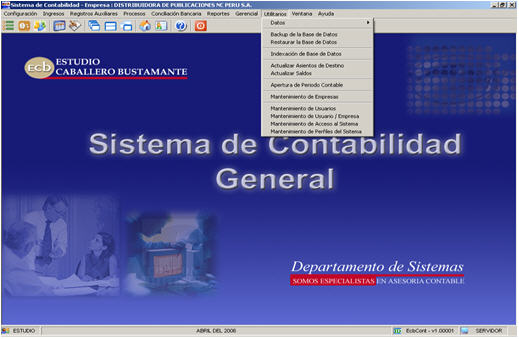 Sistema de Contabilidad - Empresa : DISTRIBUIDORA DE PUBLICACIONES NC PERU S.A.
Configuración Ingresos Registros Auxiliares Procesos Conciliación Bancaria Reportes Gerencial Utilitarios Ventana Ayuda
Datos
Backup de la Base de Datos
Restaurar la Base de Datos
Indexación de Base de Datos
Actualizar Asientos de Destino
Actualizar Saldos
Apertura de Periodo Contable
Mantenimiento de Empresas
Mantenimiento de Usuarios
Mantenimiento de Usuario / Empresa
Mantenimiento de Acceso al Sistema
Mantenimiento de Perfiles del Sistema
Ecb ESTUDIO
CABALLERO BUSTAMANTE
Sistema de Contabilidad
General
Departamento de Sistemas
SOMOS ESPECIALISTAS EN ASESORIA CONTABLE
ESTUDIO ABRIL DEL 2006 EcbCont - v1.00001 SERVIDOR